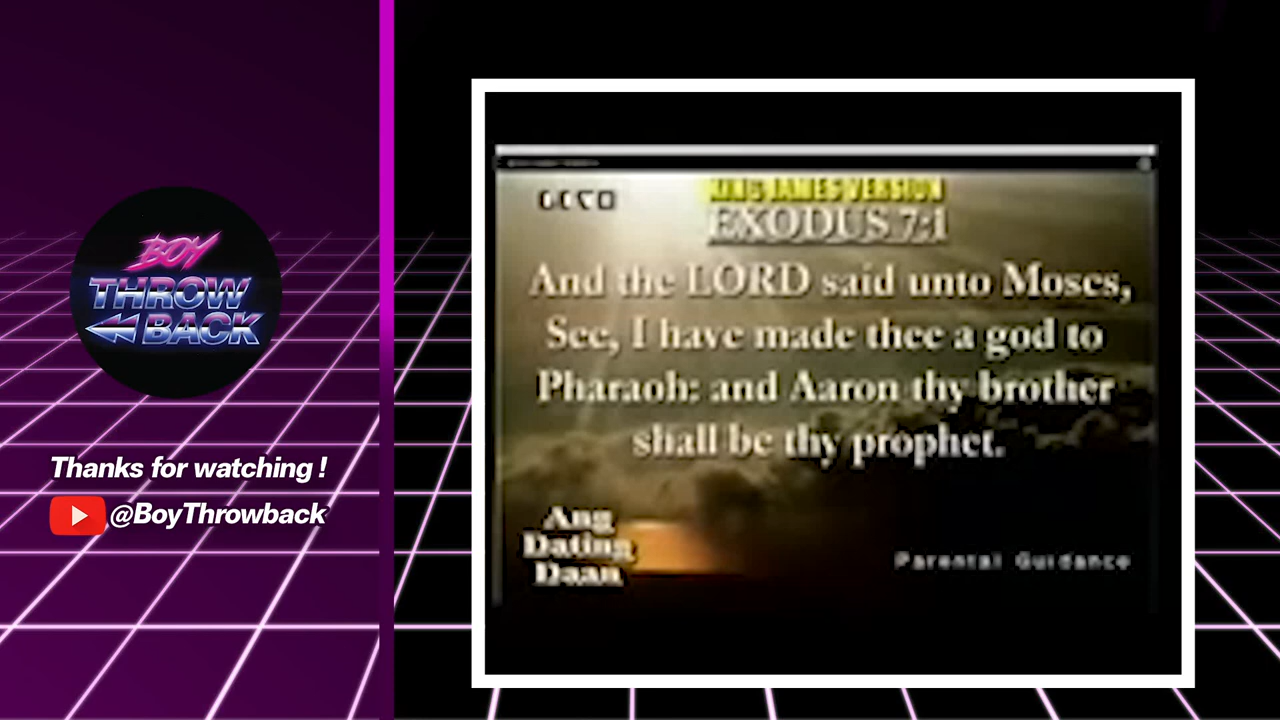 BOY
THROW
BACK
Thanks for watching !
@BoyThrowback
KING JAMES VERSION
EXODUS 7:1
And the LORD said unto Moses,
See, I have made thee a god to
Pharaoh: and Aaron thy brother
shall be thy prophet.
Ang
Dating
Daan
Parental Guidance